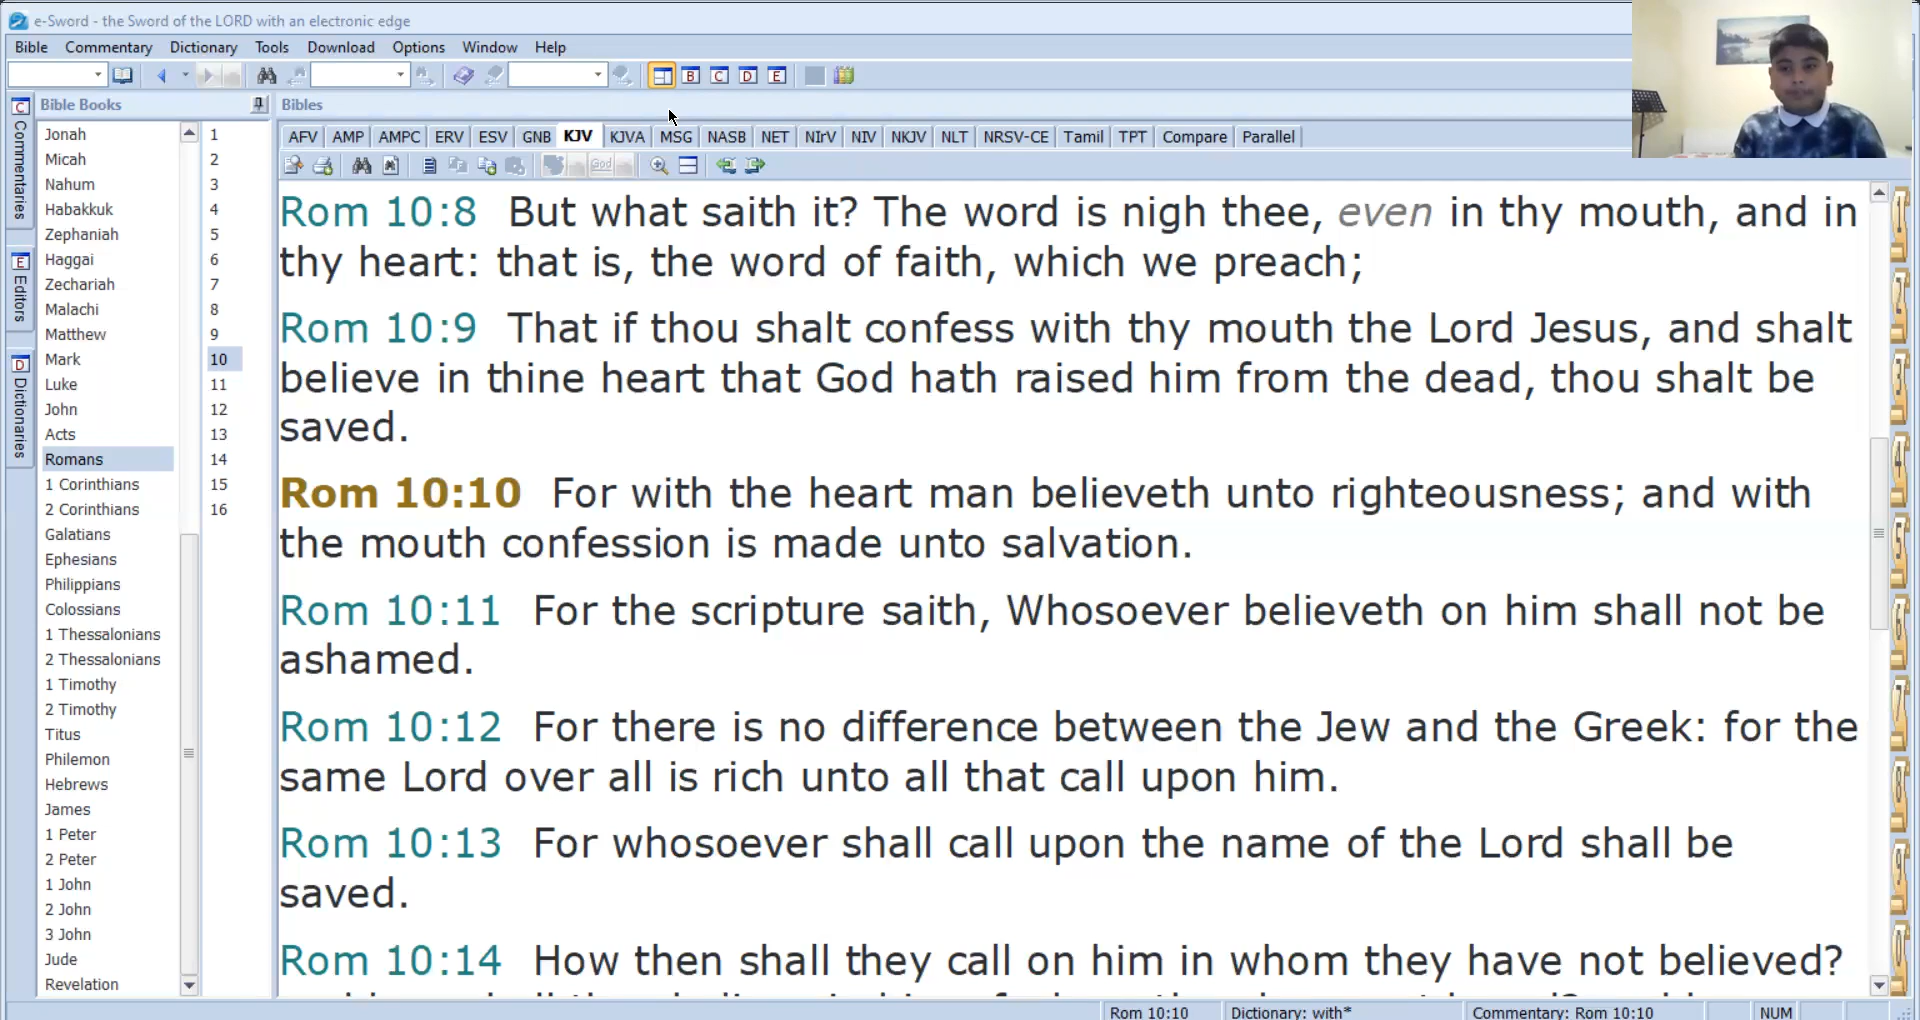 e-Sword - the Sword of the LORD with an electronic edge
Bible Commentary Dictionary Tools Download Options Window Help
B C D E
Bible Books
Bibles
C Commentaries
E Editors
D Dictionaries
Jonah
Micah
Nahum
Habakkuk
Zephaniah
Haggai
Zechariah
Malachi
Matthew
Mark
Luke
John
Acts
Romans
1 Corinthians
2 Corinthians
Galatians
Ephesians
Philippians
Colossians
1 Thessalonians
2 Thessalonians
1 Timothy
2 Timothy
Titus
Philemon
Hebrews
James
1 Peter
2 Peter
1 John
2 John
3 John
Jude
Revelation
1
2
3
4
5
6
7
8
9
10
11
12
13
14
15
16
AFV AMP AMPC ERV ESV GNB KJV KJVA MSG NASB NET NIrV NIV NKJV NLT NRSV-CE Tamil TPT Compare Parallel
God
Rom 10:8 But what saith it? The word is nigh thee, even in thy mouth, and in
thy heart: that is, the word of faith, which we preach;
Rom 10:9 That if thou shalt confess with thy mouth the Lord Jesus, and shalt
believe in thine heart that God hath raised him from the dead, thou shalt be
saved.
Rom 10:10 For with the heart man believeth unto righteousness; and with
the mouth confession is made unto salvation.
Rom 10:11 For the scripture saith, Whosoever believeth on him shall not be
ashamed.
Rom 10:12 For there is no difference between the Jew and the Greek: for the
same Lord over all is rich unto all that call upon him.
Rom 10:13 For whosoever shall call upon the name of the Lord shall be
saved.
Rom 10:14 How then shall they call on him in whom they have not believed?
1
2
3
4
5
6
7
8
9
0
Rom 10:10 Dictionary: with* Commentary: Rom 10:10 NUM